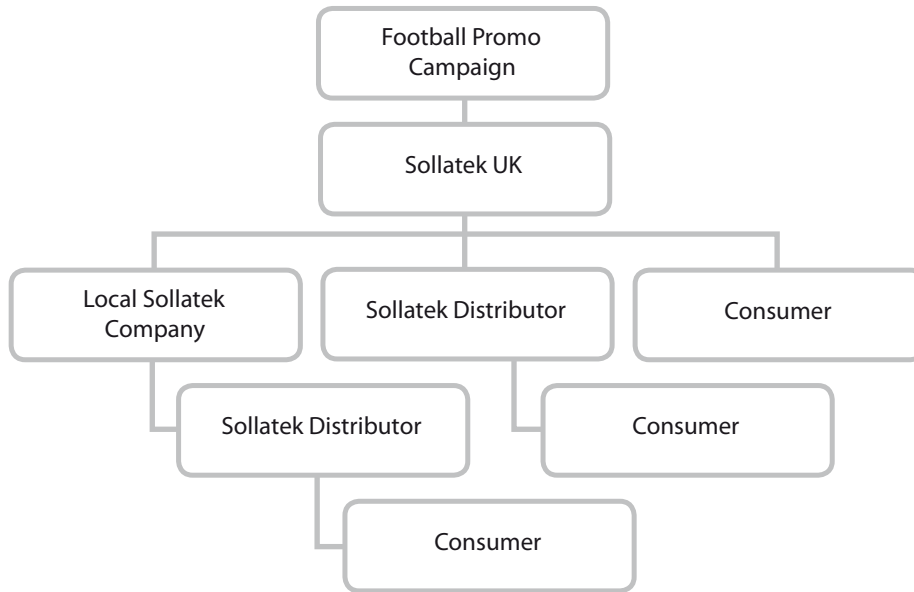 Football Promo
Campaign
Sollatek UK
Local Sollatek
Company
Sollatek Distributor
Consumer
Sollatek Distributor
Consumer
Consumer